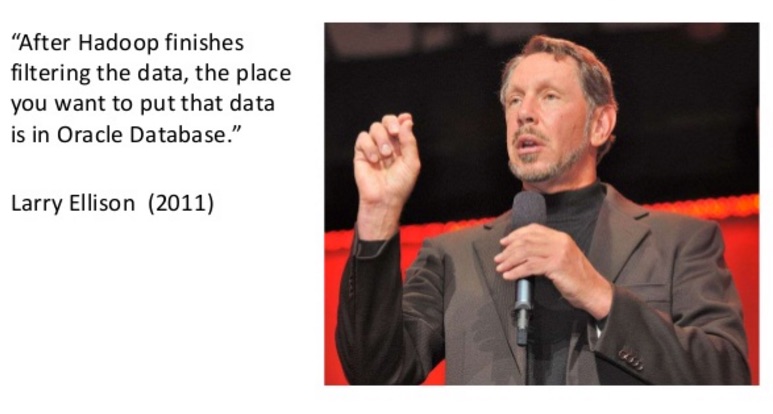 “After Hadoop finishes
filtering the data, the place
you want to put that data
is in Oracle Database.”
Larry Ellison  (2011)